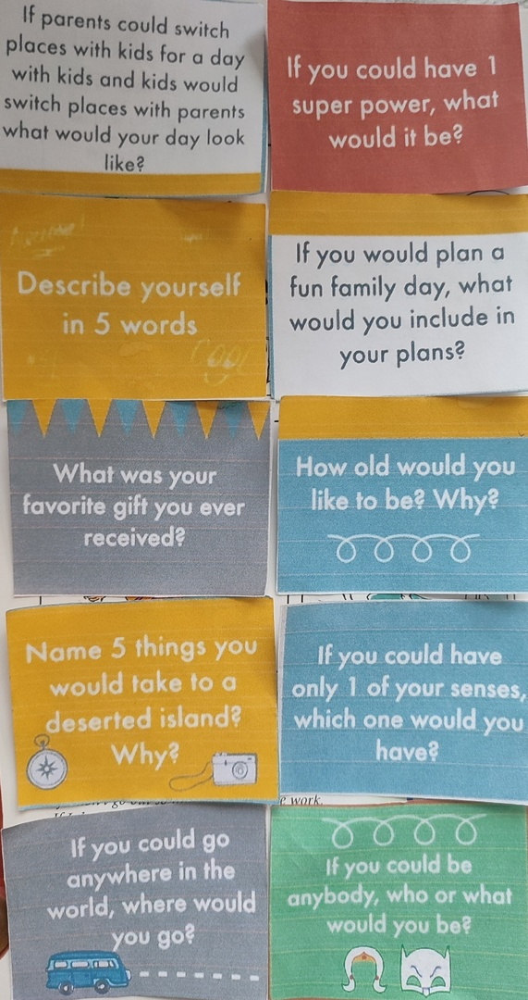 If parents could switch
places with kids for a day
with kids and kids would
switch places with parents
what would your day look
like?
If you could have 1
super power, what
would it be?
Describe yourself
in 5 words
If you would plan a
fun family day, what
would you include in
your plans?
What was your
favorite gift you ever
received?
How old would you
like to be? Why?
Name 5 things you
would take to a
deserted island?
Why?
If you could have
only 1 of your senses,
which one would you
have?
work.
If you could go
anywhere in the
world, where would
you go?
If you could be
anybody, who or what
would you be?